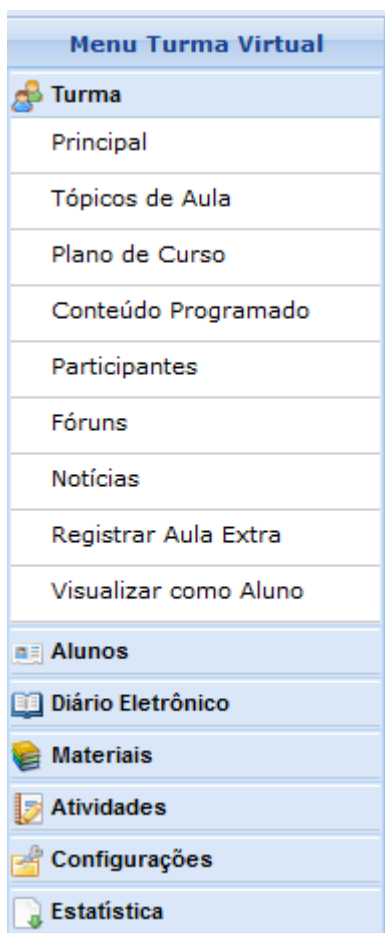 Menu Turma Virtual
Turma
Principal
Tópicos de Aula
Plano de Curso
Conteúdo Programado
Participantes
Fóruns
Notícias
Registrar Aula Extra
Visualizar como Aluno
Alunos
Diário Eletrônico
Materiais
Atividades
Configurações
Estatística